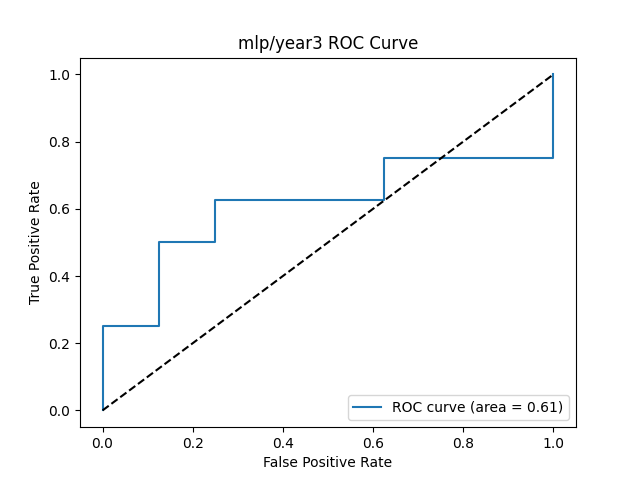 mlp/year3 ROC Curve
1.0
0.8
0.6
0.4
0.2
0.0
True Positive Rate
ROC curve (area = 0.61)
0.0 0.2 0.4 0.6 0.8 1.0
False Positive Rate